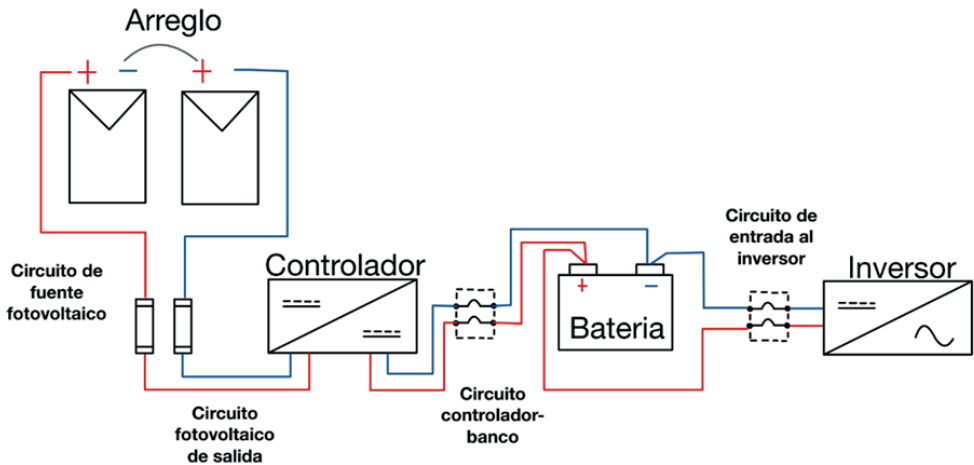 Arreglo
+ − +  −
Circuito de
fuente
fotovoltaico
Controlador
Circuito
fotovoltaico
de salida
Circuito
controlador-
banco
+ −
Bateria
Circuito de
entrada al
inversor
Inversor